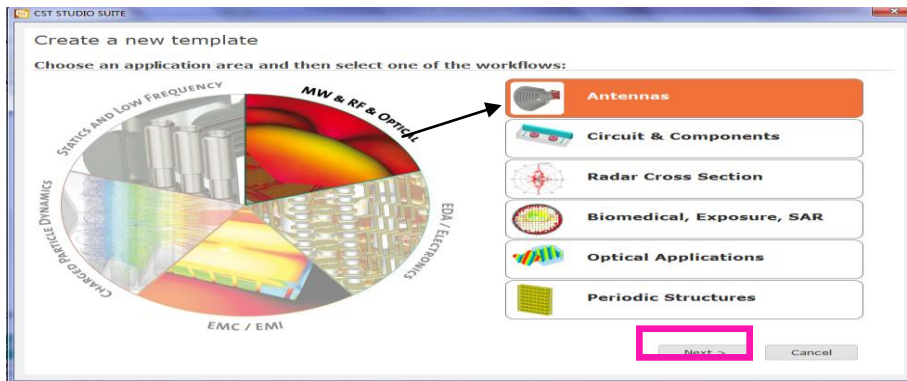 CST STUDIO SUITE
Create a new template
Choose an application area and then select one of the workflows:
STATICS AND LOW FREQUENCY
MW & RF & OPTICAL
EDA / ELECTRONICS
EMC / EMI
CHARGED PARTICLE DYNAMICS
Antennas
Circuit & Components
Radar Cross Section
Biomedical, Exposure, SAR
Optical Applications
Periodic Structures
Next >
Cancel